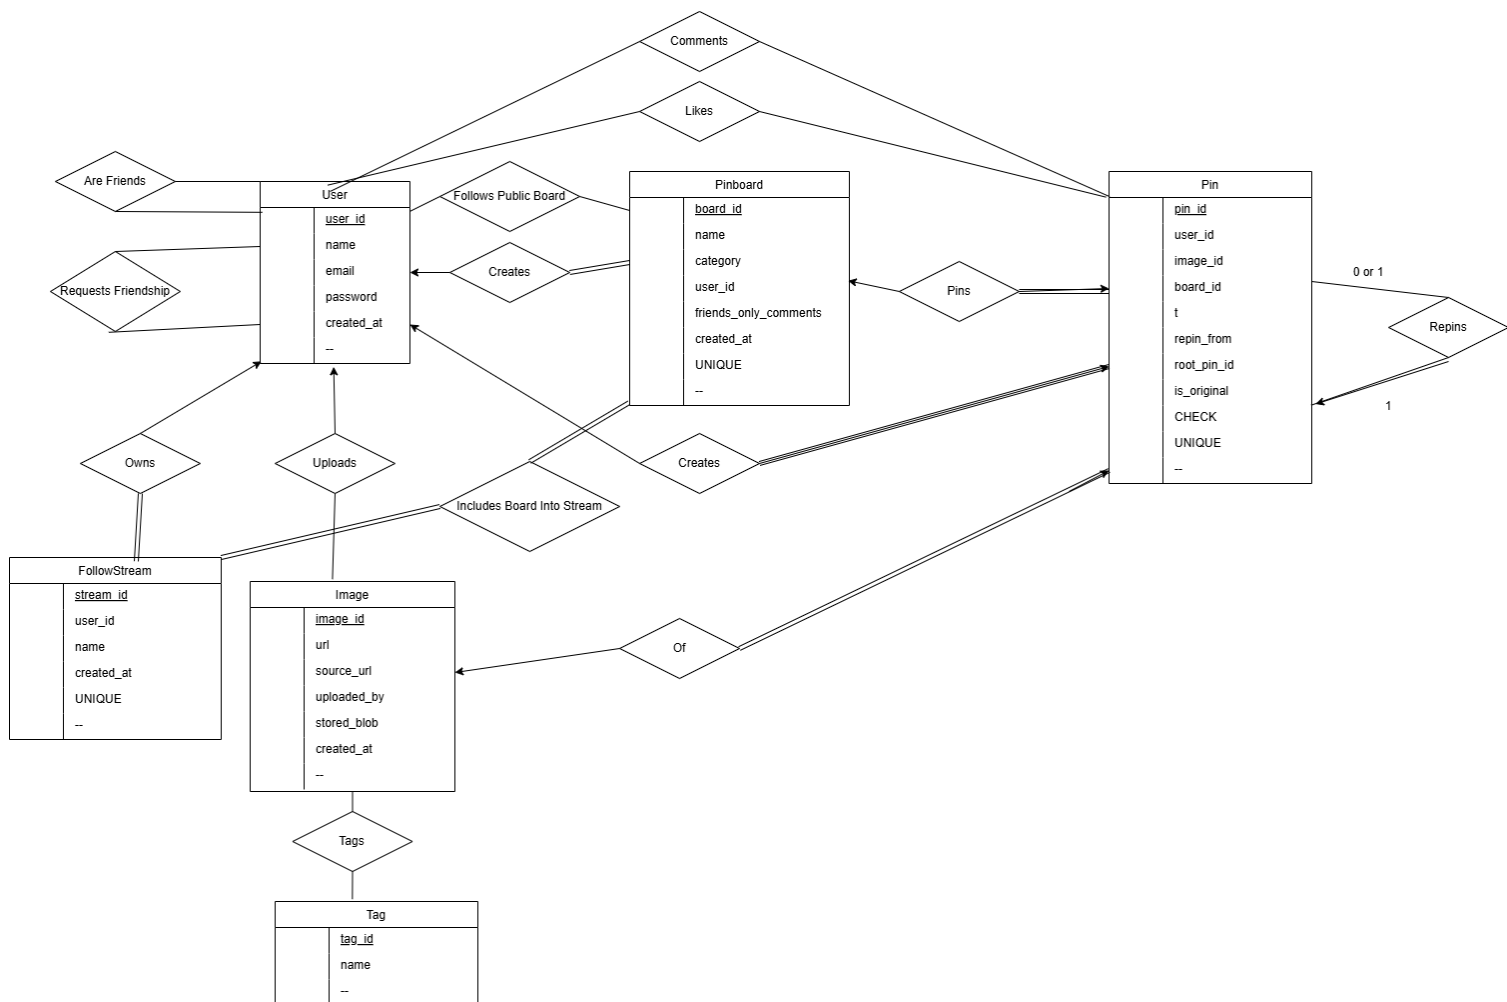 Comments
Likes
Are Friends
User
user_id
name
email
password
created_at
--
Requests Friendship
Follows Public Board
Creates
Pinboard
board_id
name
category
user_id
friends_only_comments
created_at
UNIQUE
--
Pins
Pin
pin_id
user_id
image_id
board_id
t
repin_from
root_pin_id
is_original
CHECK
UNIQUE
--
0 or 1
Repins
1
Owns
Uploads
Creates
Includes Board Into Stream
FollowStream
stream_id
user_id
name
created_at
UNIQUE
--
Image
image_id
url
source_url
uploaded_by
stored_blob
created_at
--
Of
Tags
Tag
tag_id
name
--